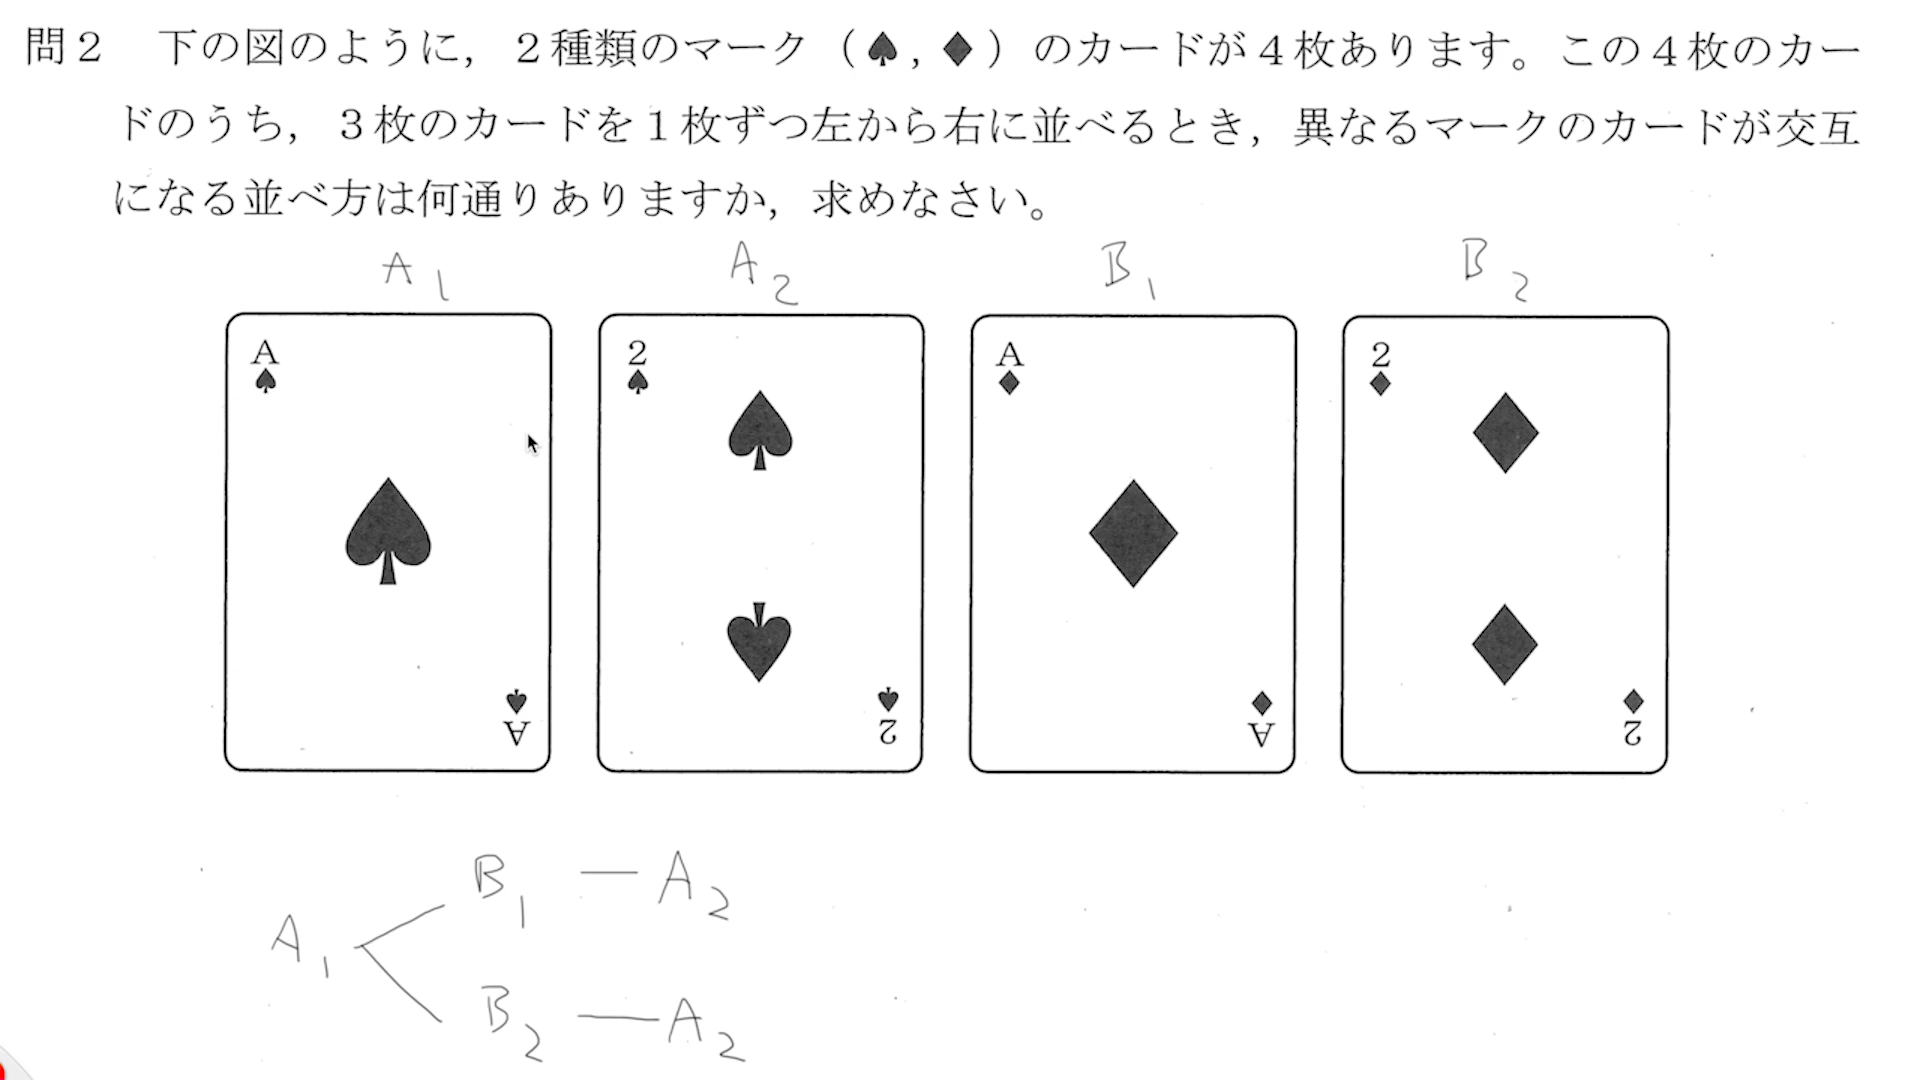 問２　下の図のように，２種類のマーク（♠,♦）のカードが４枚あります。この４枚のカー
ドのうち，３枚のカードを１枚ずつ左から右に並べるとき，異なるマークのカードが交互
になる並べ方は何通りありますか，求めなさい。
A1 A2 B1 B2
A♠ 2♠ A♦ 2♦
A♠ 2♠ A♦ 2♦
B1 — A2
A1
B2 — A2